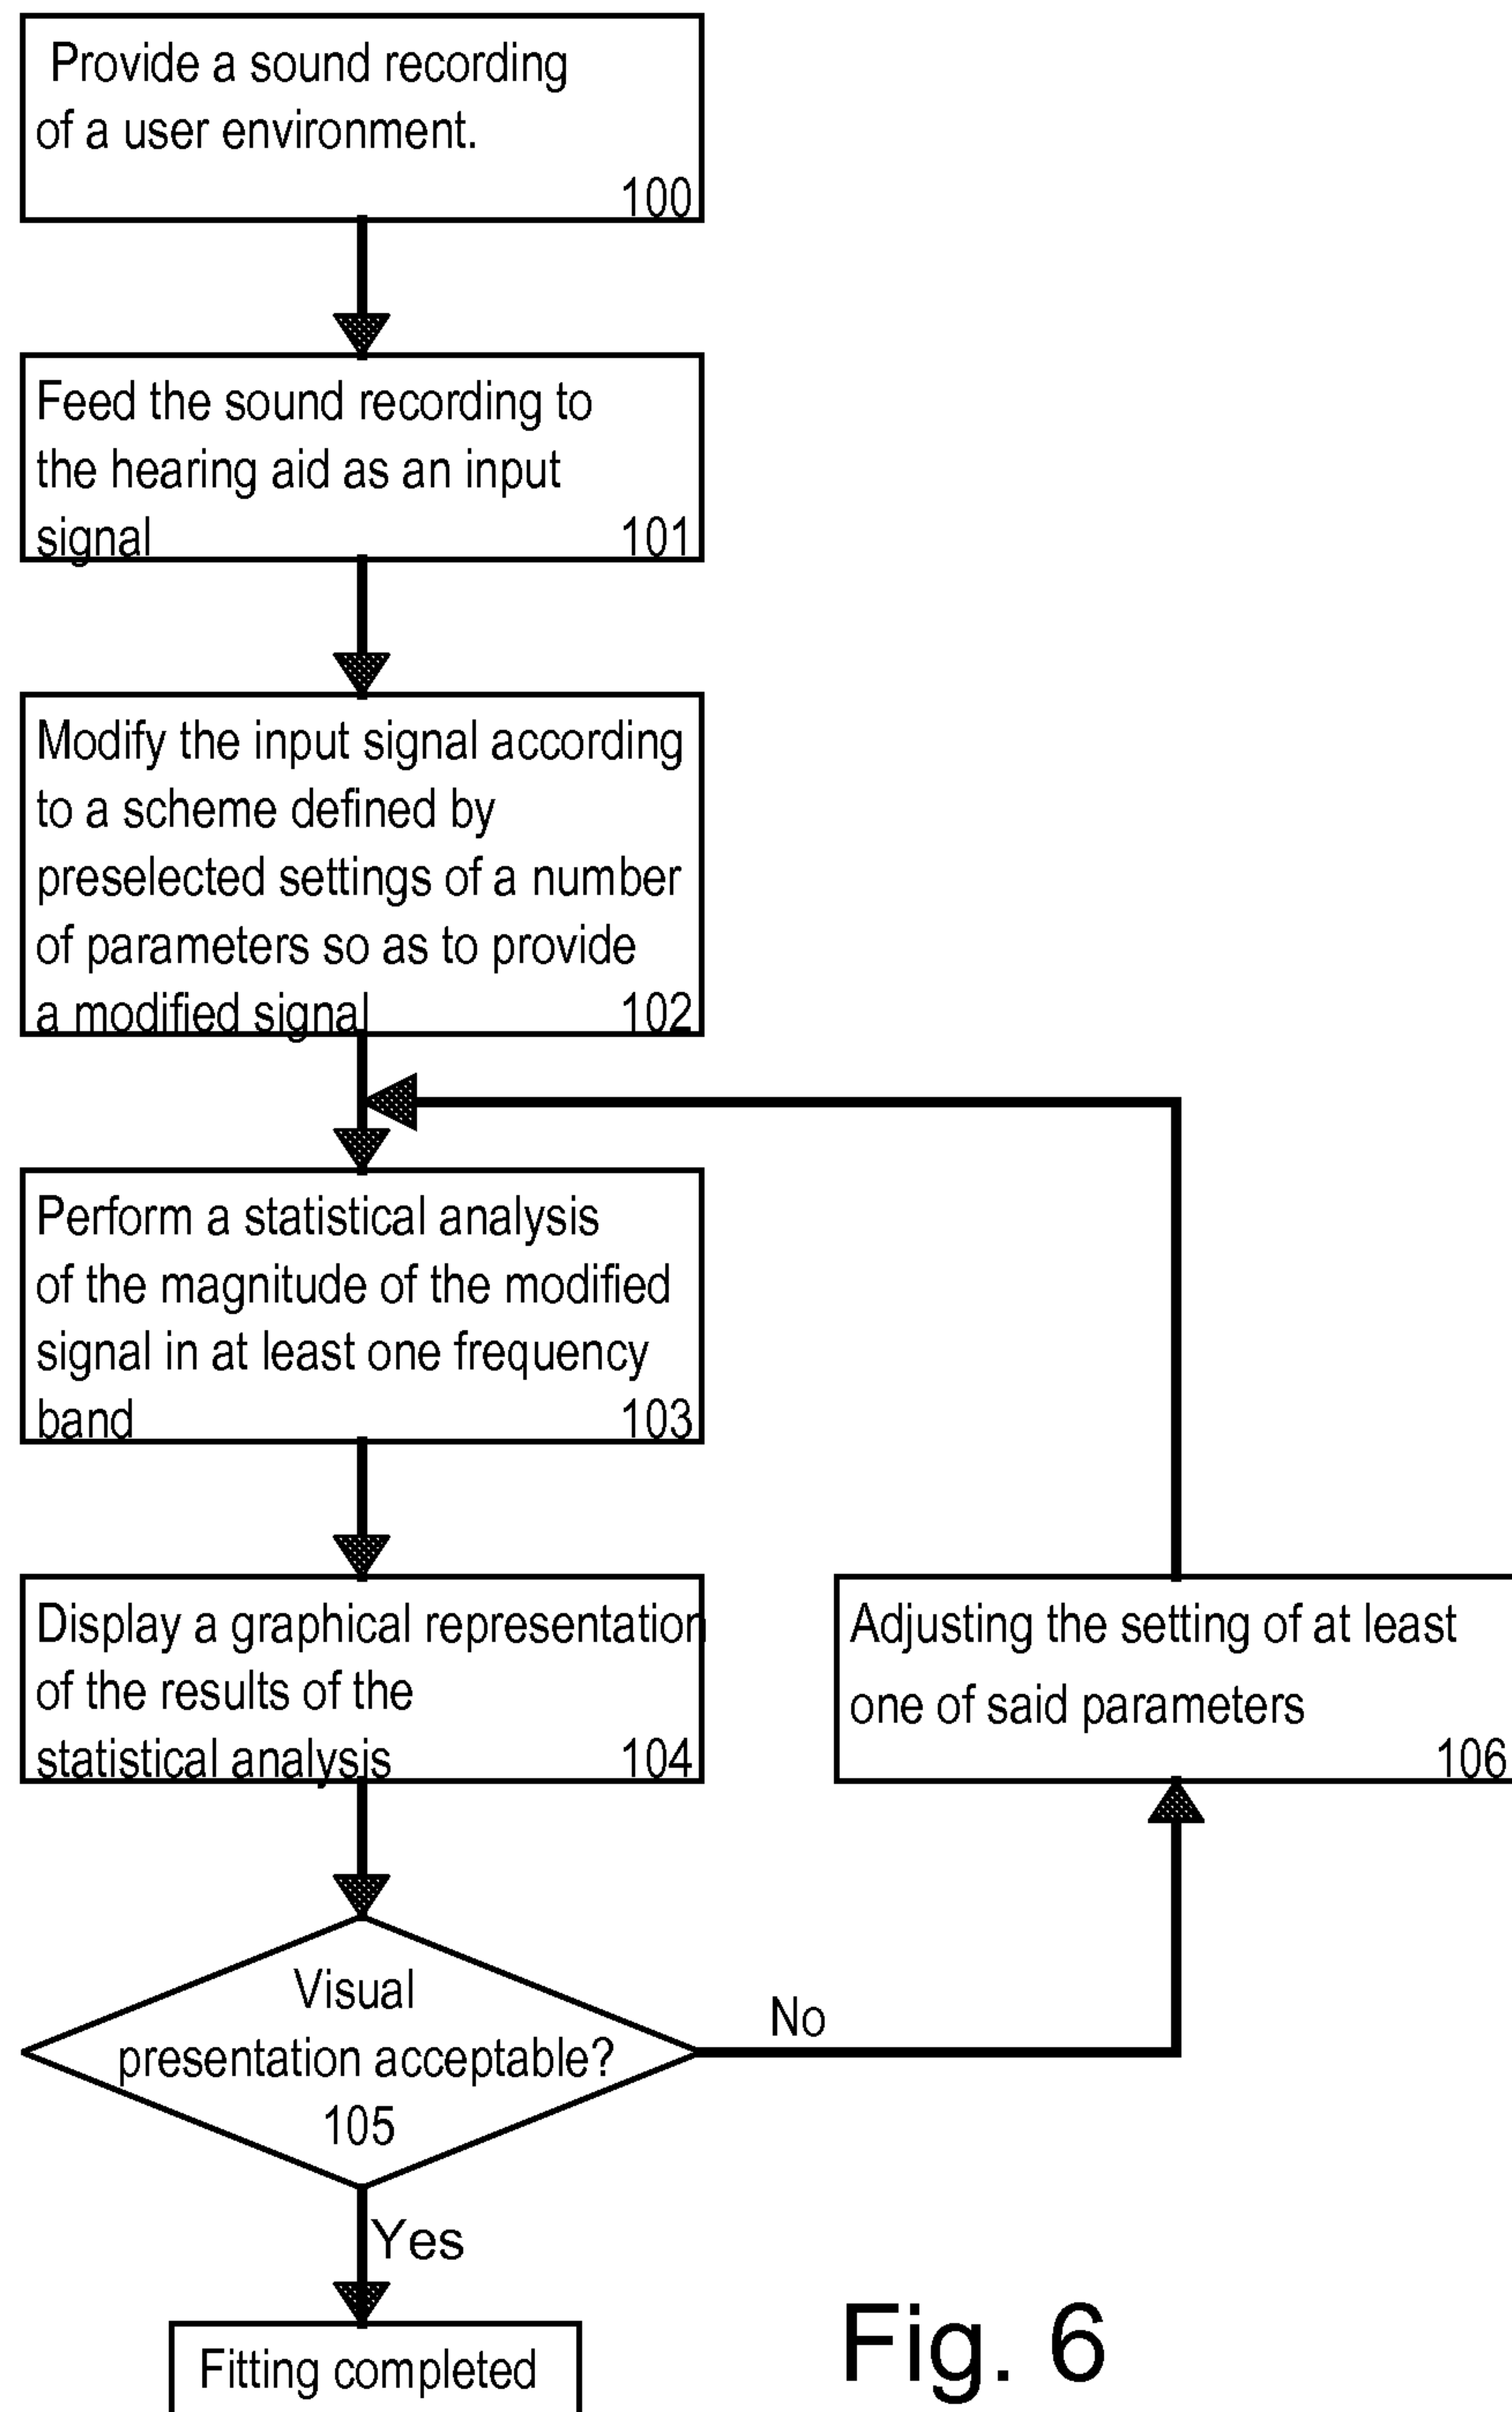 Provide a sound recording
of a user environment.
100
Feed the sound recording to
the hearing aid as an input
signal 101
Modify the input signal according
to a scheme defined by
preselected settings of a number
of parameters so as to provide
a modified signal 102
Perform a statistical analysis
of the magnitude of the modified
signal in at least one frequency
band 103
Display a graphical representation
of the results of the
statistical analysis 104
Adjusting the setting of at least
one of said parameters
106
Visual
presentation acceptable?
105
No
Yes
Fitting completed
Fig. 6